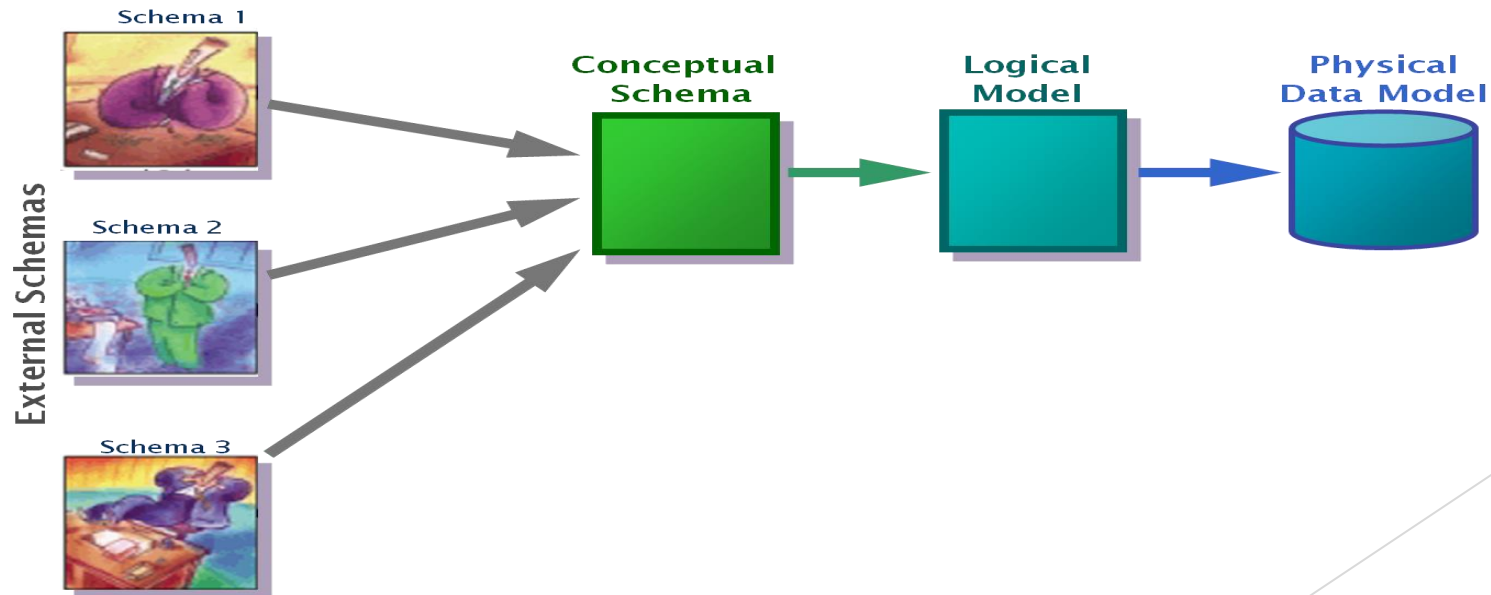 Schema 1
Conceptual
Schema
Logical
Model
Physical
Data Model
External Schemas
Schema 2
Schema 3